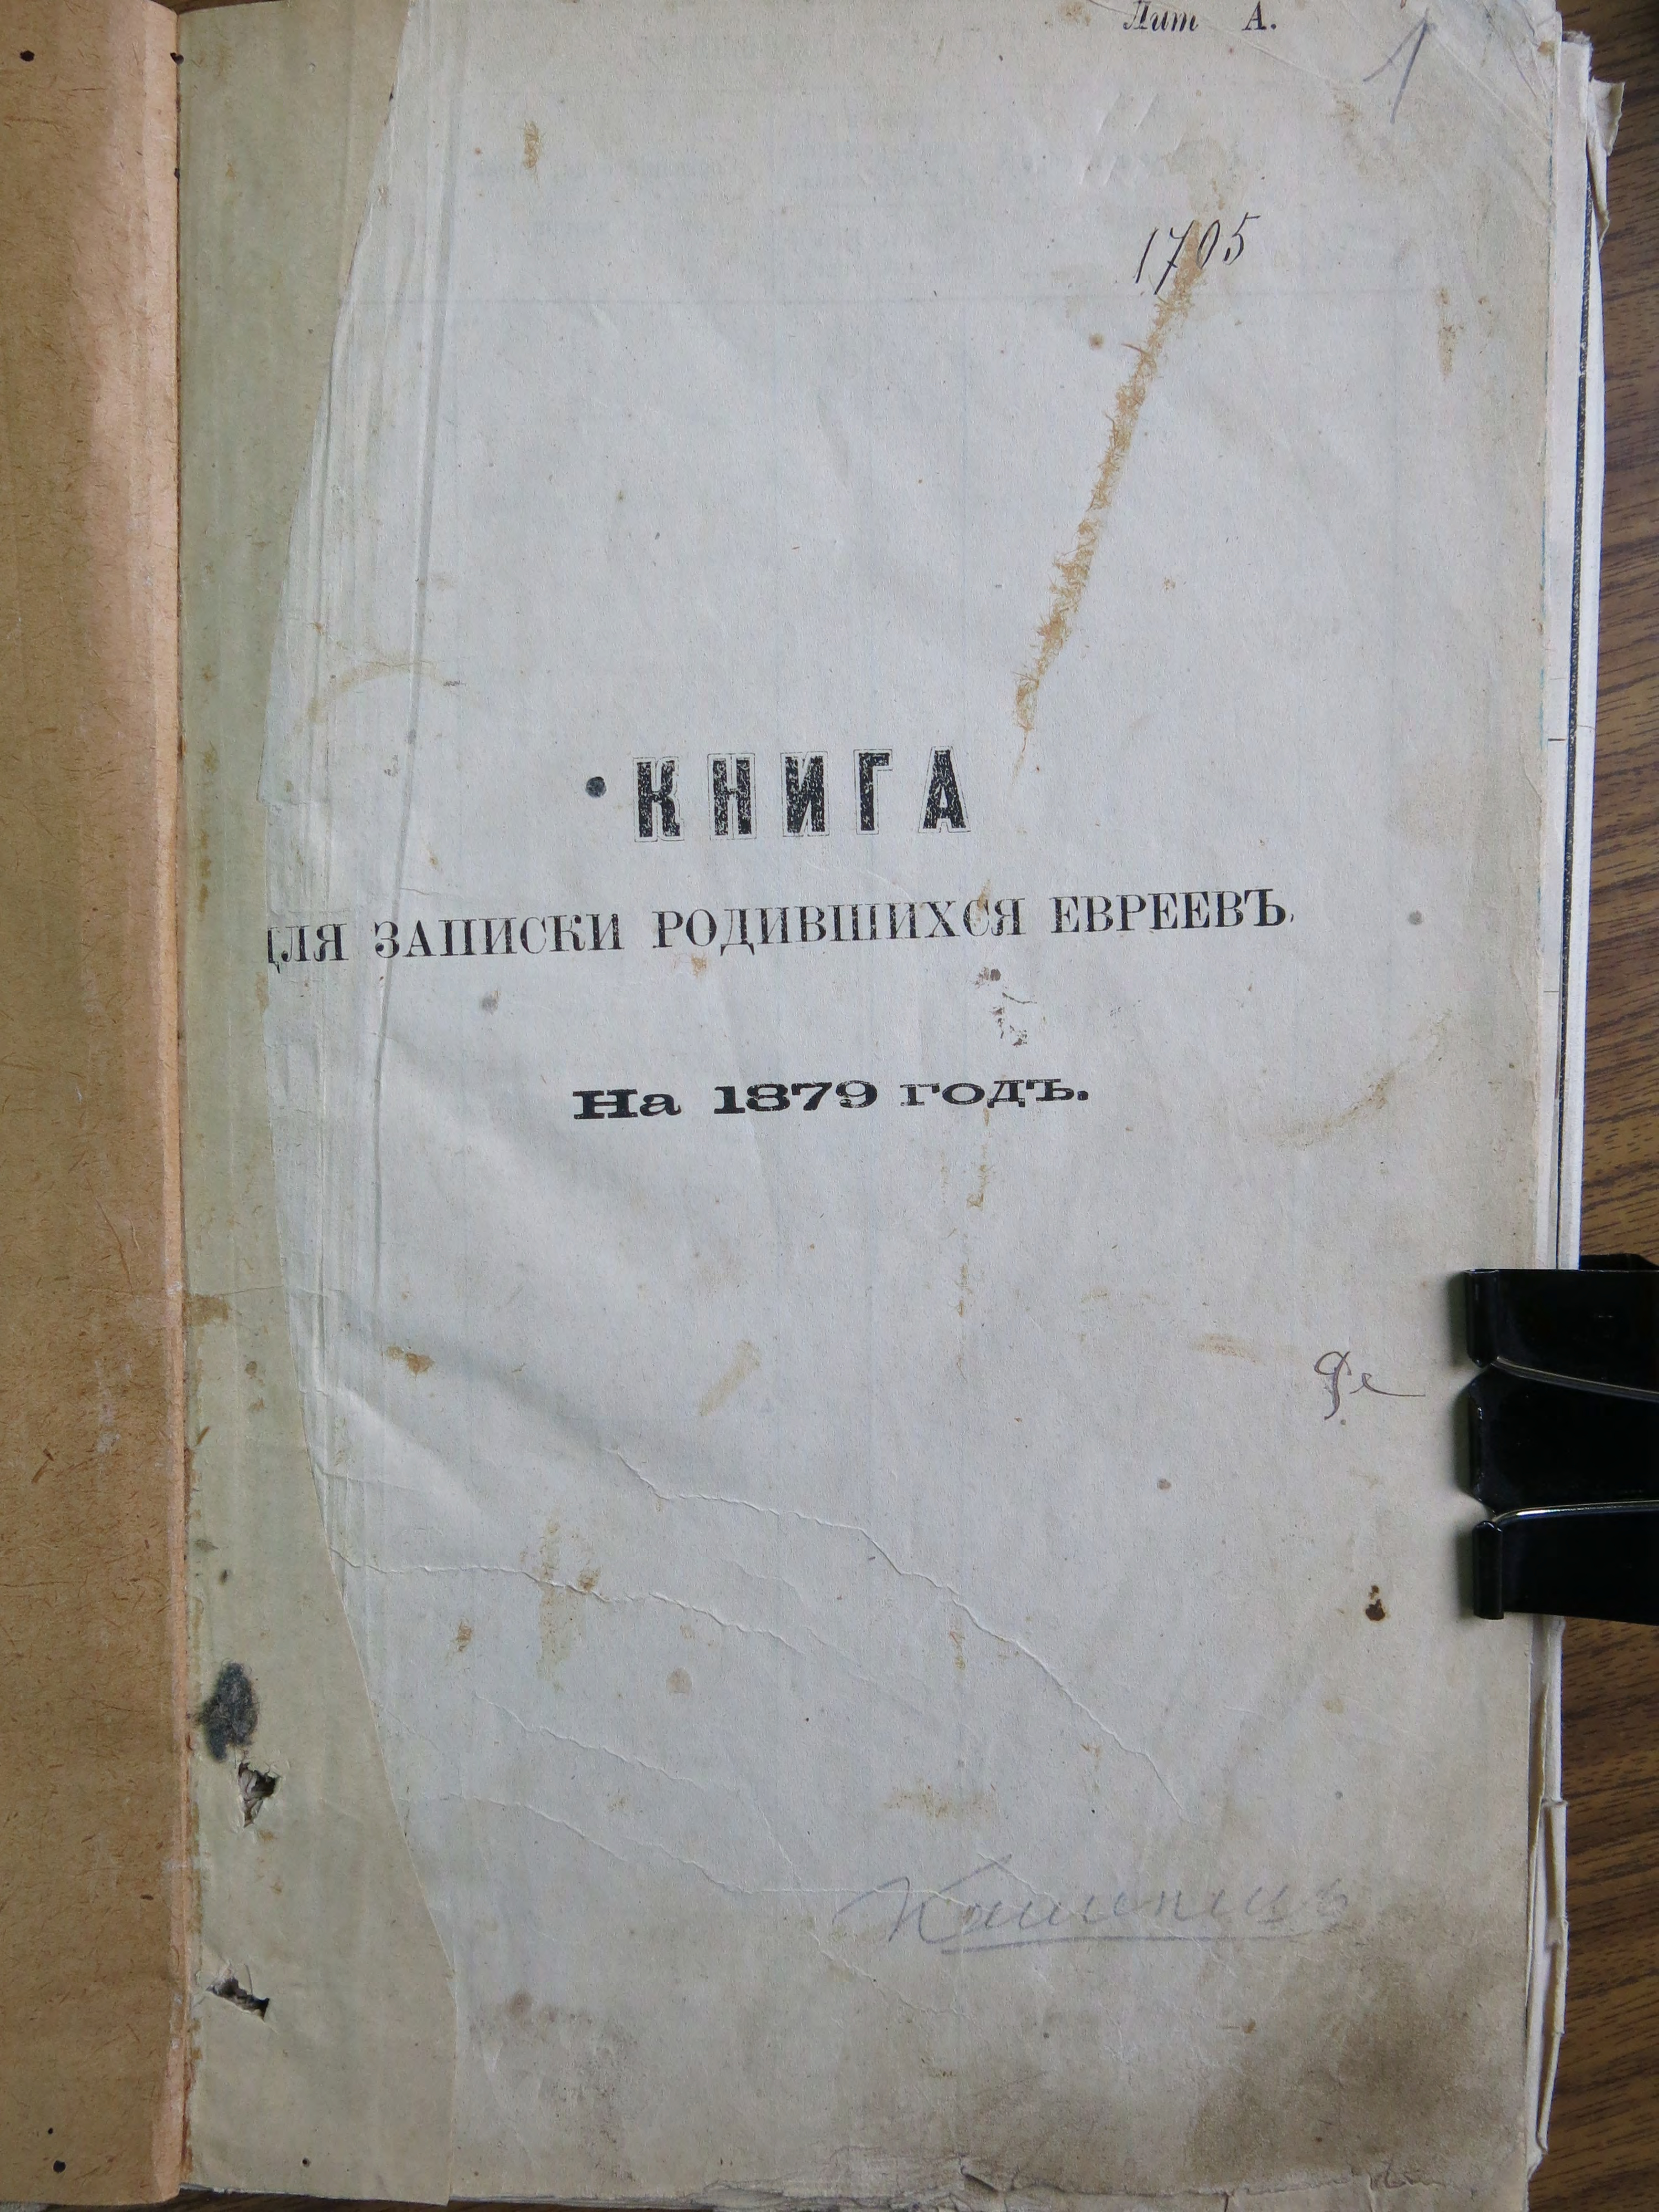 Лит А.
1
1705
КНИГА
ДЛЯ ЗАПИСКИ РОДИВШИХСЯ ЕВРЕЕВЪ.
На 1879 годъ.